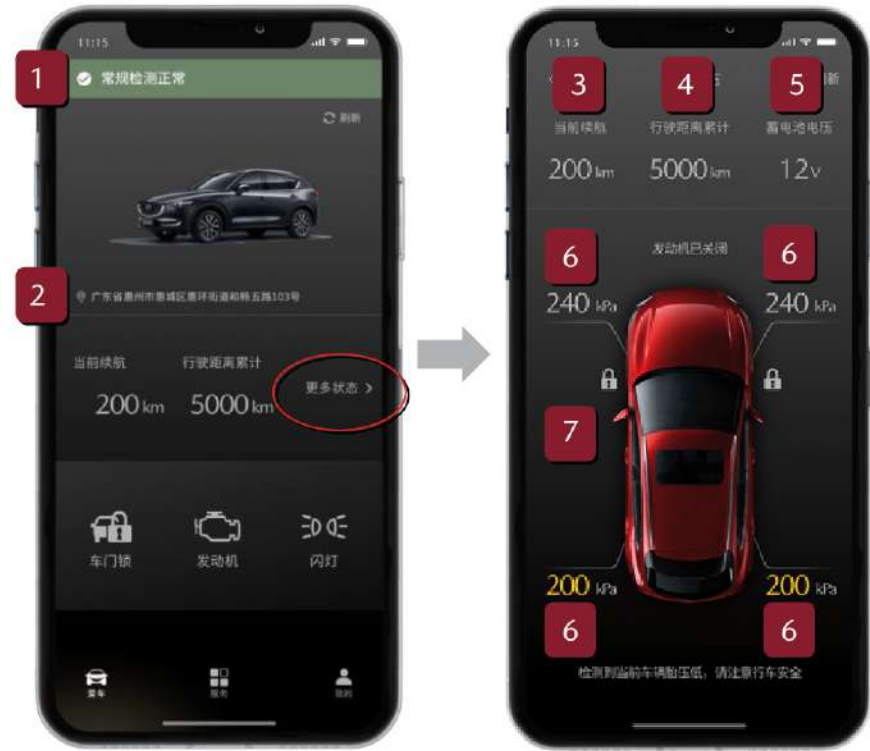 11:15
1
常规检测正常
刷新
2
广东省惠州市惠城区惠环街道和畅五路103号
当前续航
行驶距离累计
200 km
5000 km
更多状态 >
车门锁
发动机
闪灯
爱车
服务
我的
11:15
3
4
5
新
当前续航
行驶距离累计
蓄电池电压
200 km
5000 km
12v
发动机已关闭
6
6
240 kPa
240 kPa
7
200 kPa
200 kPa
6
6
检测到当前车辆胎压低，请注意行车安全